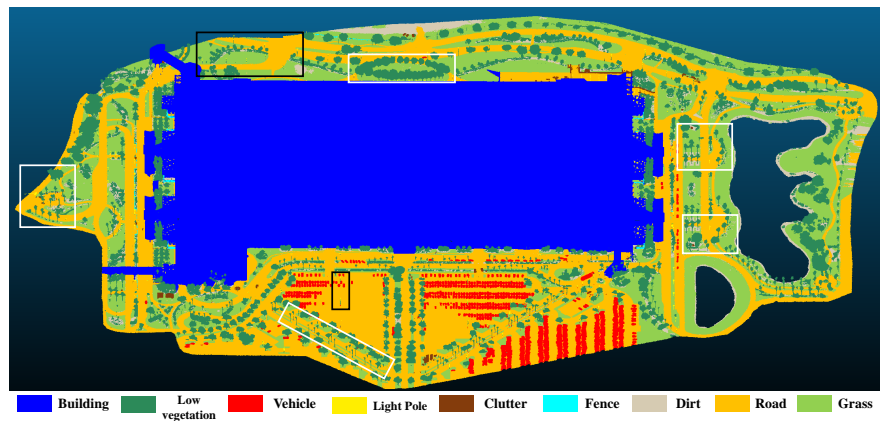 Building
Low
vegetation
Vehicle
Light Pole
Clutter
Fence
Dirt
Road
Grass